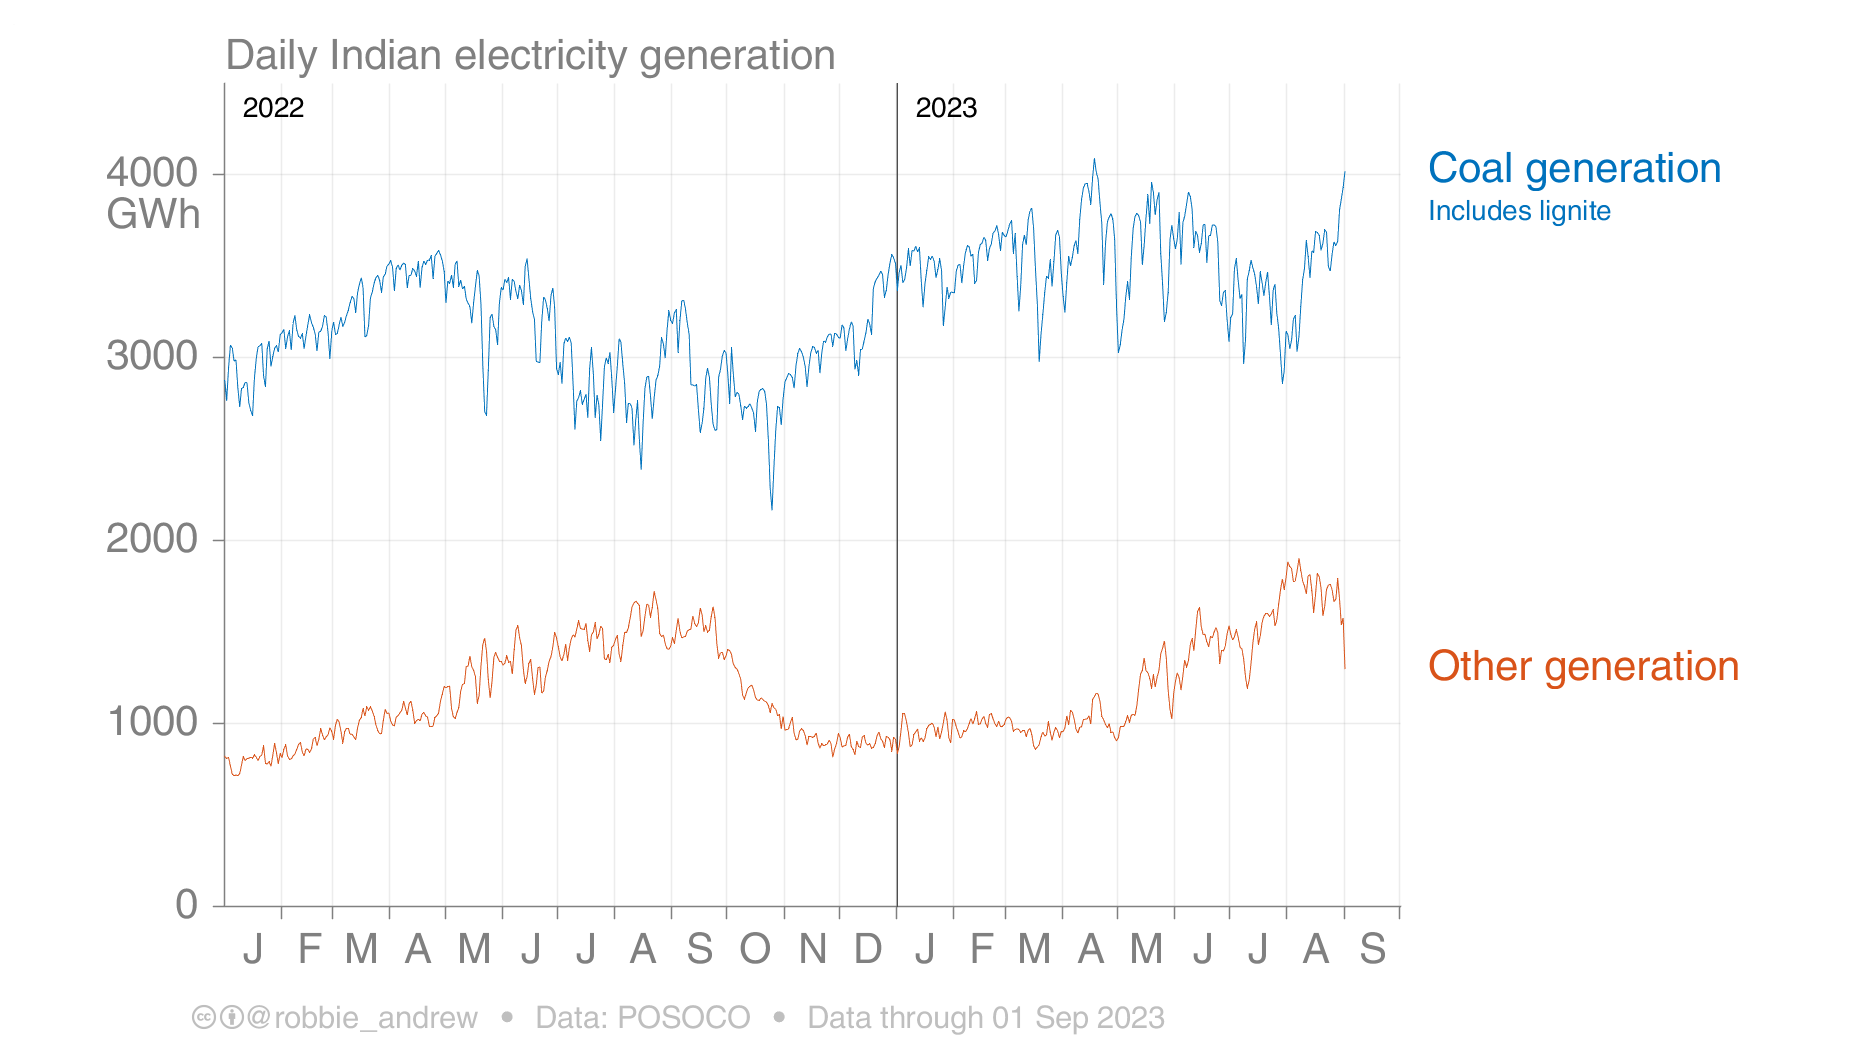 Daily Indian electricity generation
2022
2023
4000
GWh
3000
2000
1000
0
Coal generation
Includes lignite
Other generation
J F M A M J J A S O N D J F M A M J J A S
cc @robbie_andrew • Data: POSOCO • Data through 01 Sep 2023